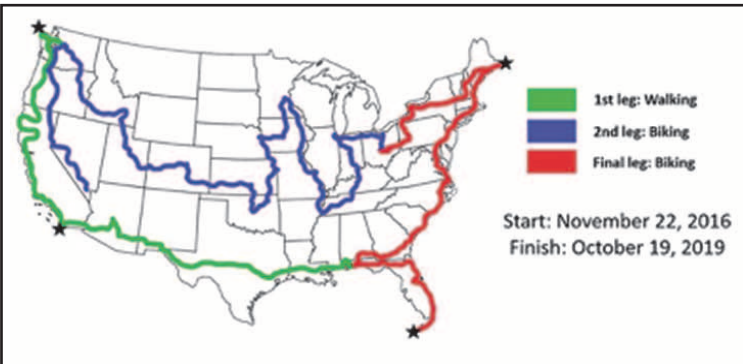 1st leg: Walking
2nd leg: Biking
Final leg: Biking
Start: November 22, 2016
Finish: October 19, 2019